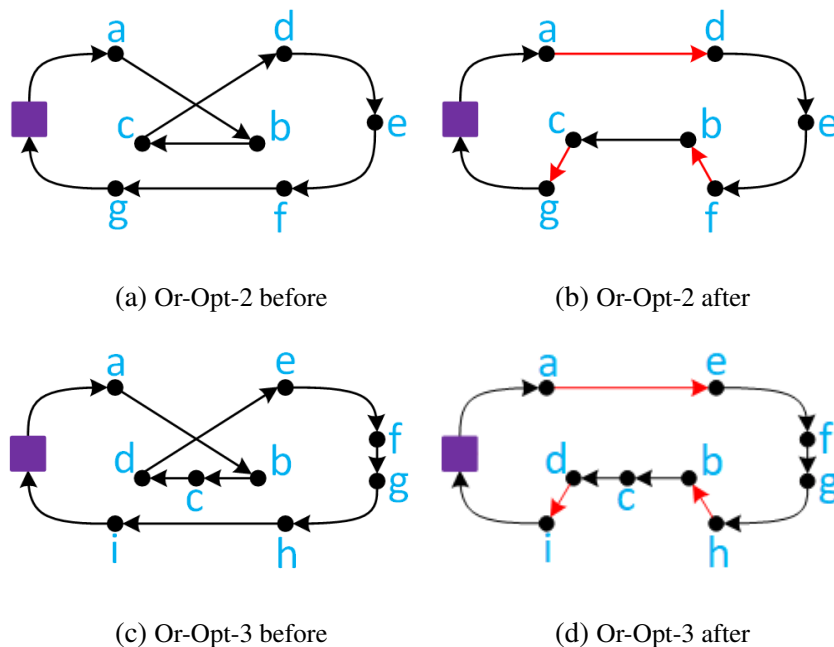 a d a d
c b e c b e
g f g f
(a) Or-Opt-2 before (b) Or-Opt-2 after
a e a e
f f
d b g d b g
c c
i h i h
(c) Or-Opt-3 before (d) Or-Opt-3 after